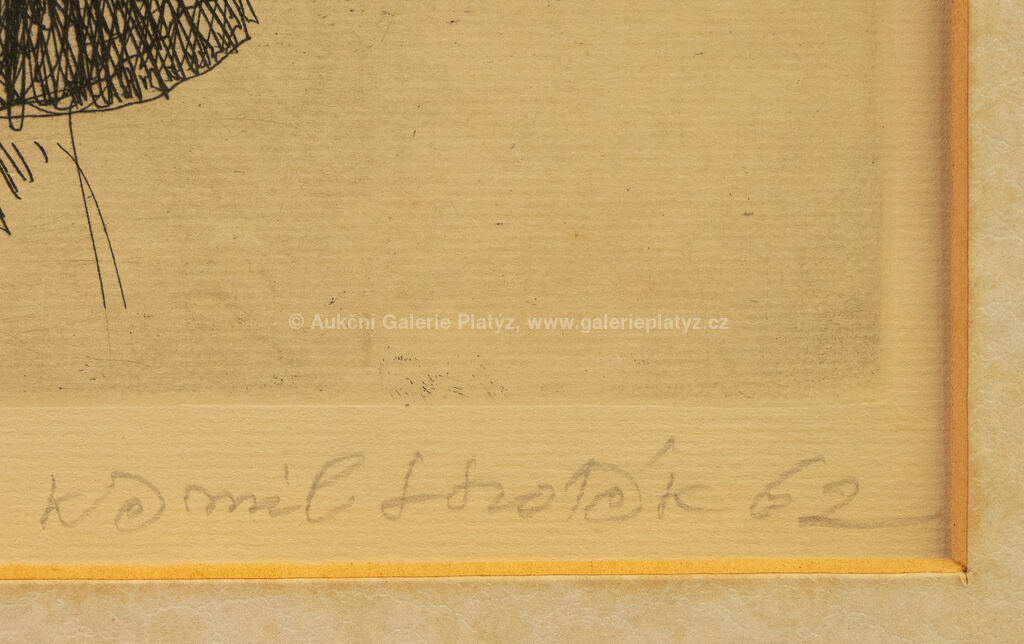 © Aukční Galerie Platýz, www.galerieplatyz.cz
Kamil Lhoták 62